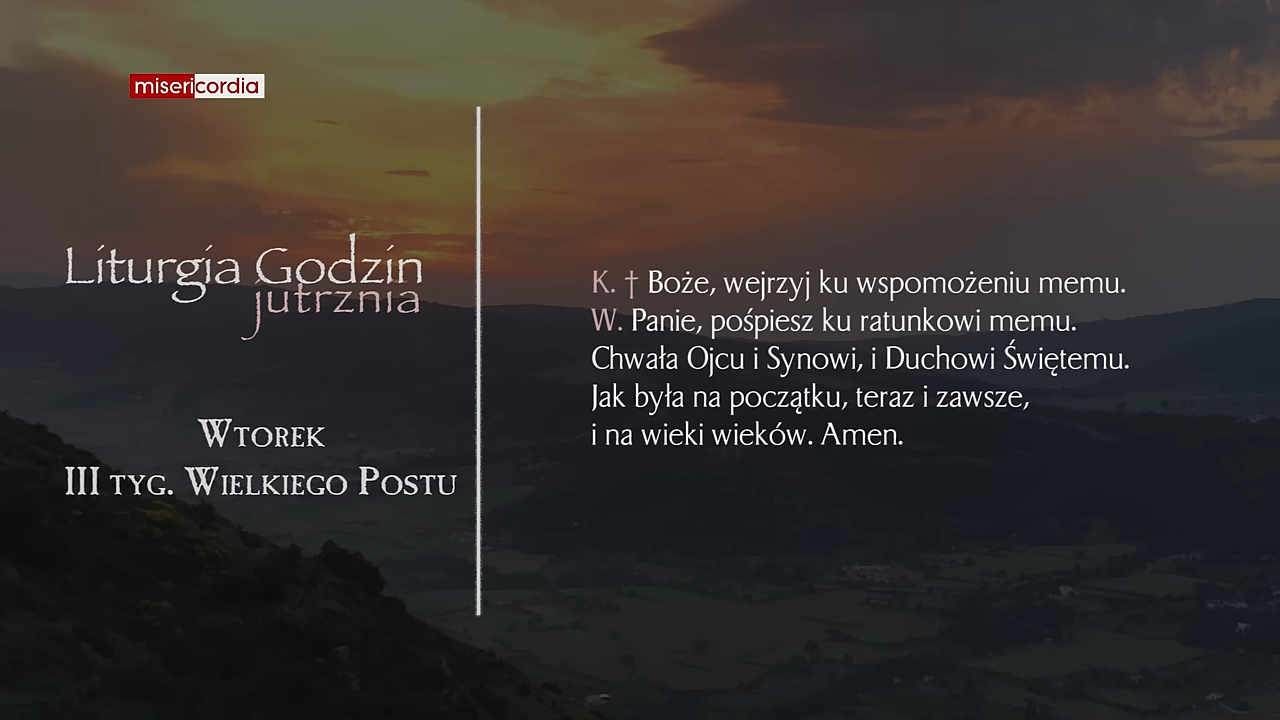 misericordia
Liturgia Godzin
jutrznia
Wtorek
III tyg. Wielkiego Postu
K. † Boże, wejrzyj ku wspomożeniu memu.
W. Panie, pośpiesz ku ratunkowi memu.
Chwała Ojcu i Synowi, i Duchowi Świętemu.
Jak była na początku, teraz i zawsze,
i na wieki wieków. Amen.